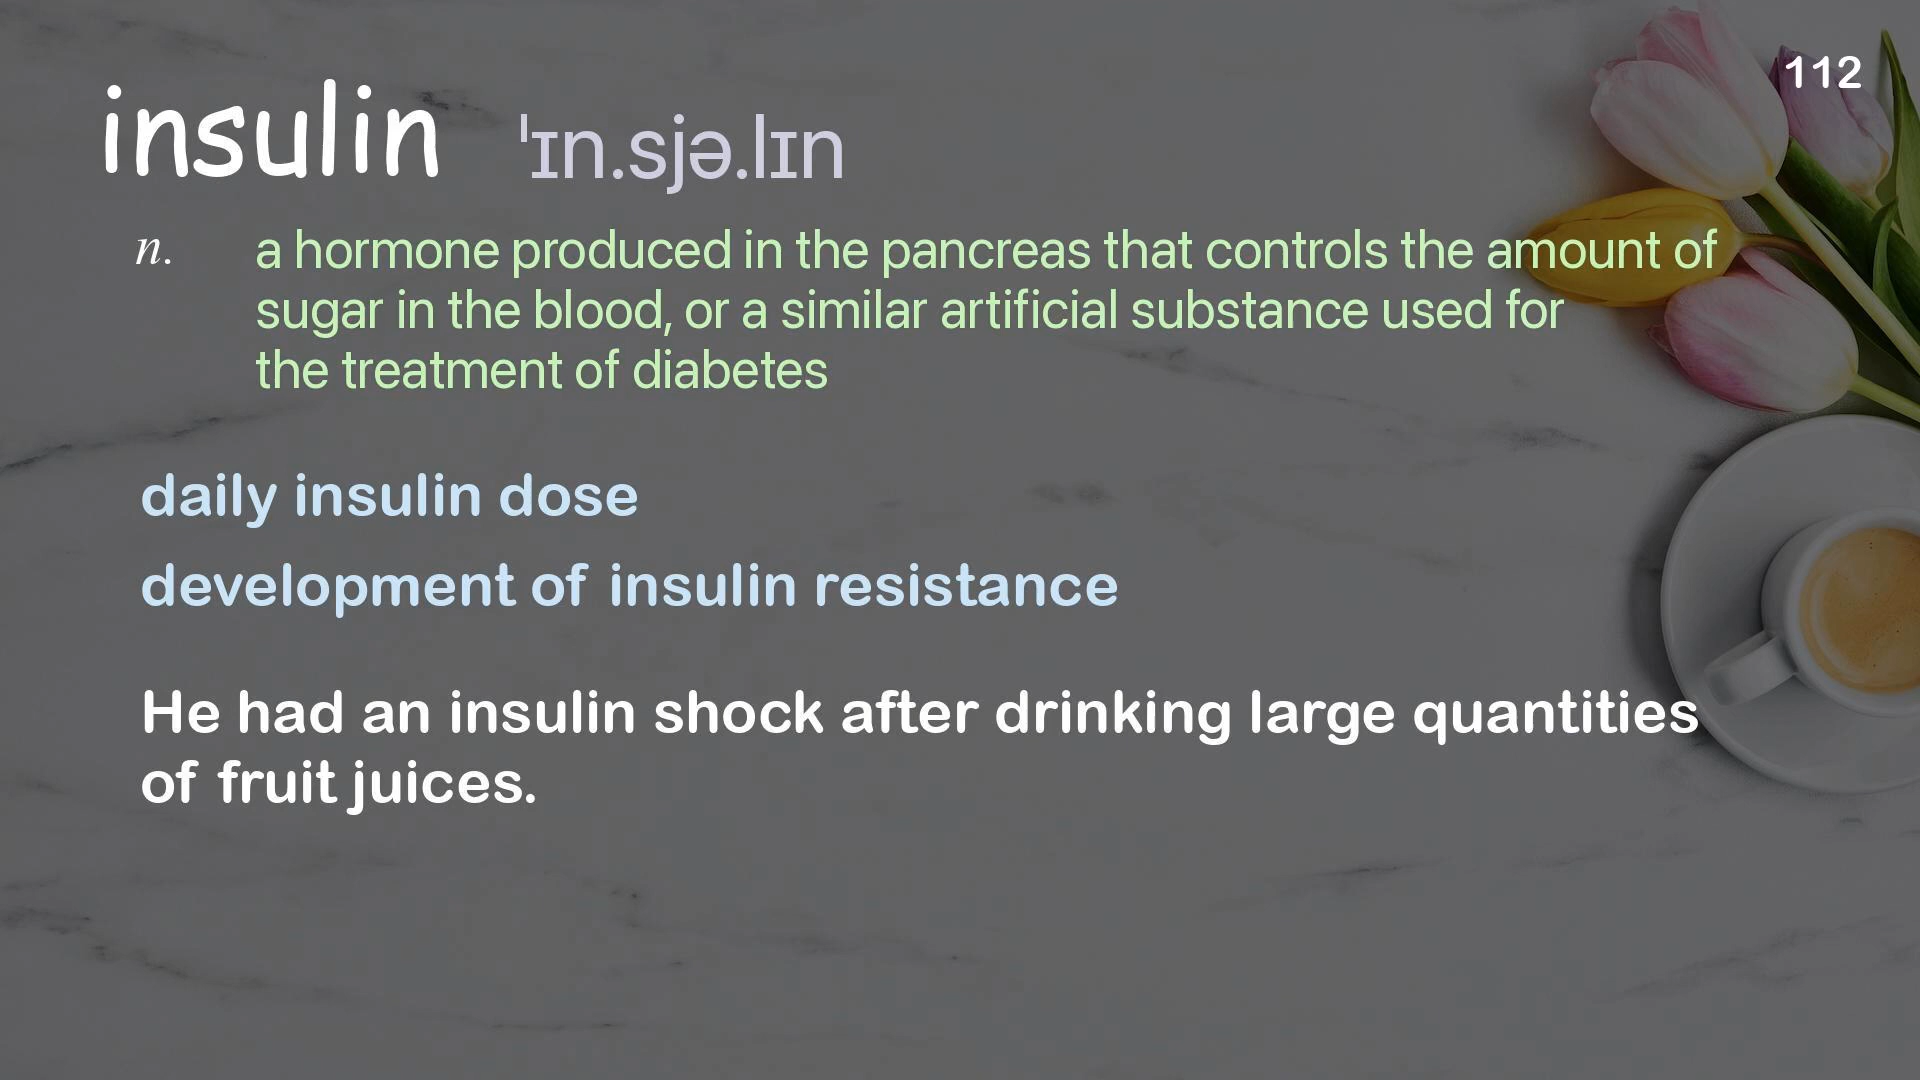 112
insulin ˈɪn.sjə.lɪn
n. a hormone produced in the pancreas that controls the amount of
sugar in the blood, or a similar artificial substance used for
the treatment of diabetes
daily insulin dose
development of insulin resistance
He had an insulin shock after drinking large quantities
of fruit juices.